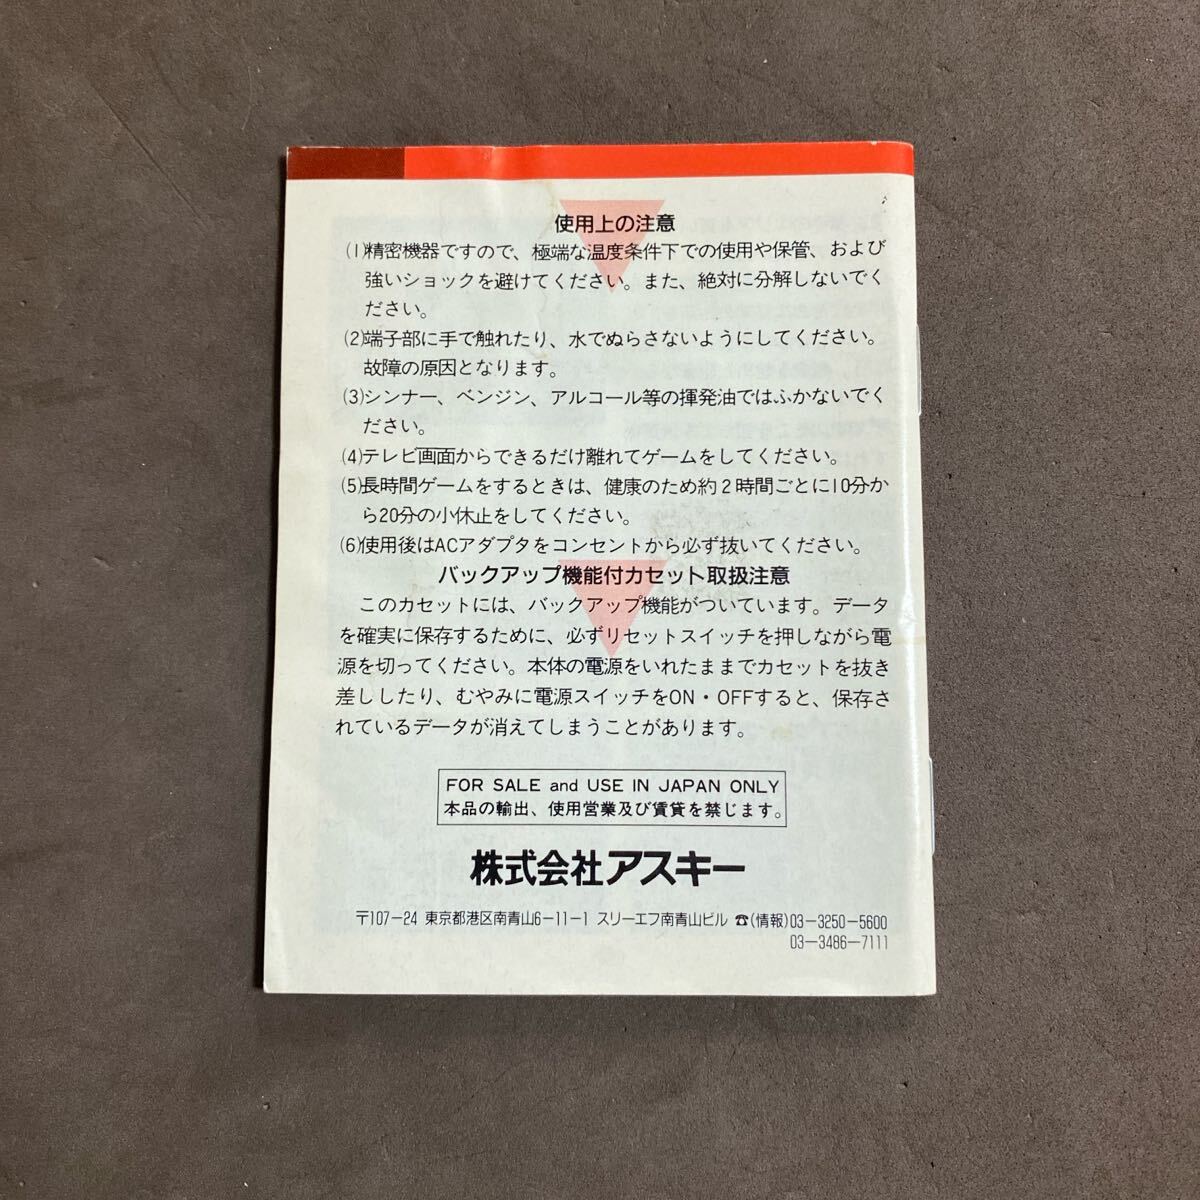 使用上の注意
(1)精密機器ですので、極端な温度条件下での使用や保管、および
強いショックを避けてください。また、絶対に分解しないでく
ださい。
(2)端子部に手で触れたり、水でぬらさないようにしてください。
故障の原因となります。
(3)シンナー、ベンジン、アルコール等の揮発油ではふかないでく
ださい。
(4)テレビ画面からできるだけ離れてゲームをしてください。
(5)長時間ゲームをするときは、健康のため約2時間ごとに10分か
ら20分の小休止をしてください。
(6)使用後はACアダプタをコンセントから必ず抜いてください。
バックアップ機能付カセット取扱注意
このカセットには、バックアップ機能がついています。データ
を確実に保存するために、必ずリセットスイッチを押しながら電
源を切ってください。本体の電源をいれたままでカセットを抜き
差ししたり、むやみに電源スイッチをON・OFFすると、保存さ
れているデータが消えてしまうことがあります。
FOR SALE and USE IN JAPAN ONLY
本品の輸出、使用営業及び賃貸を禁じます。
株式会社アスキー
〒107-24 東京都港区南青山6-11-1 スリーエフ南青山ビル ☎(情報)03-3250-5600
03-3486-7111